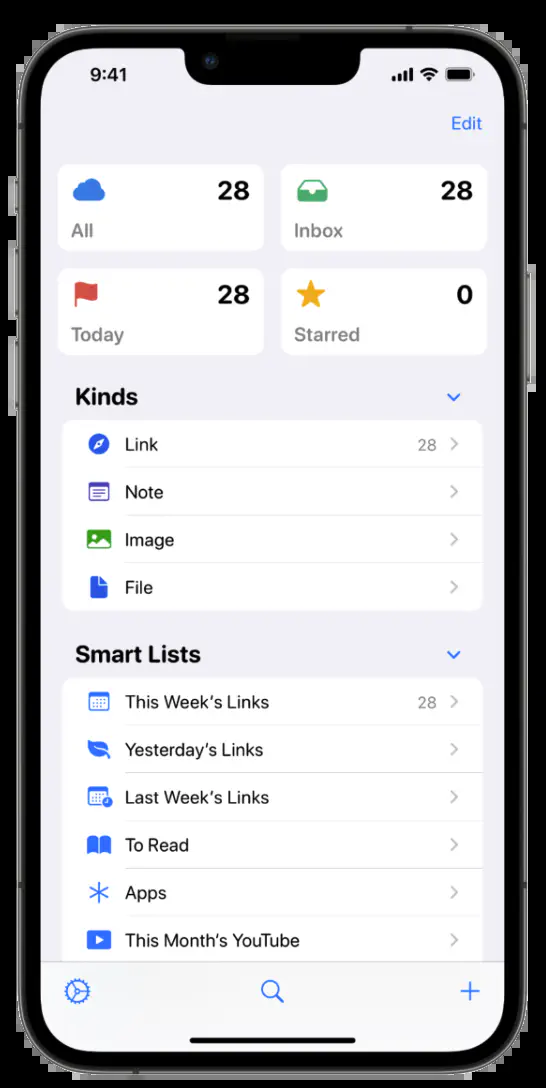 9:41
Edit
28 28
All Inbox
28 0
Today Starred
Kinds
Link 28
Note
Image
File
Smart Lists
This Week's Links 28
Yesterday's Links
Last Week's Links
To Read
Apps
This Month's YouTube